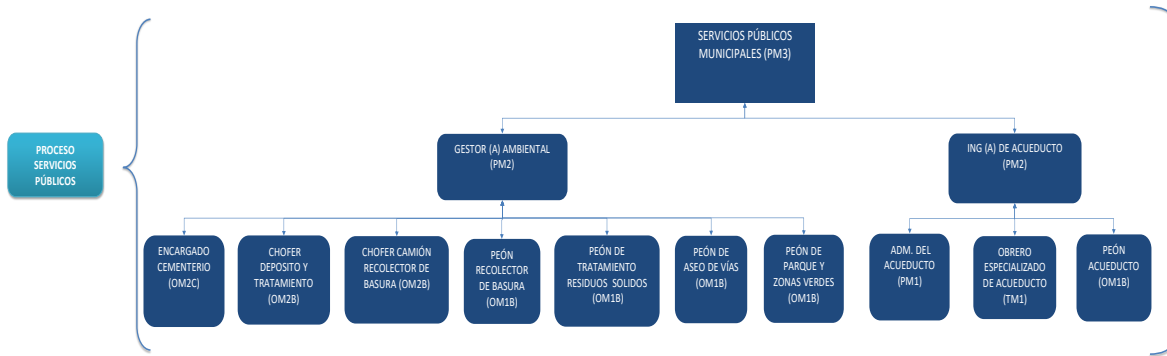 SERVICIOS PÚBLICOS
MUNICIPALES (PM3)
PROCESO
SERVICIOS
PÚBLICOS
GESTOR (A) AMBIENTAL
(PM2)
ING (A) DE ACUEDUCTO
(PM2)
ENCARGADO
CEMENTERIO
(OM2C)
CHOFER
DEPOSITO Y
TRATAMIENTO
(OM2B)
CHOFER CAMIÓN
RECOLECTOR DE
BASURA (OM2B)
PEÓN
RECOLECTOR
DE BASURA
(OM1B)
PEÓN DE
TRATAMIENTO
RESIDUOS SOLIDOS
(OM1B)
PEÓN DE
ASEO DE VÍAS
(OM1B)
PEÓN DE
PARQUE Y
ZONAS VERDES
(OM1B)
ADM. DEL
ACUEDUCTO
(PM1)
OBRERO
ESPECIALIZADO
DE ACUEDUCTO
(TM1)
PEÓN
ACUEDUCTO
(OM1B)